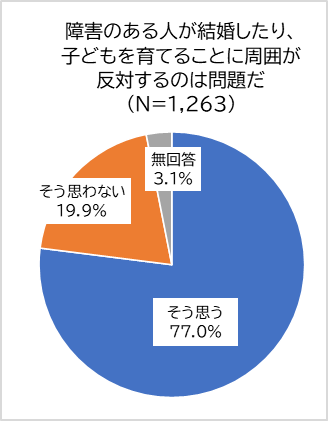 障害のある人が結婚したり、
子どもを育てることに周囲が
反対するのは問題だ
（N=1,263）
無回答
3.1%
そう思わない
19.9%
そう思う
77.0%